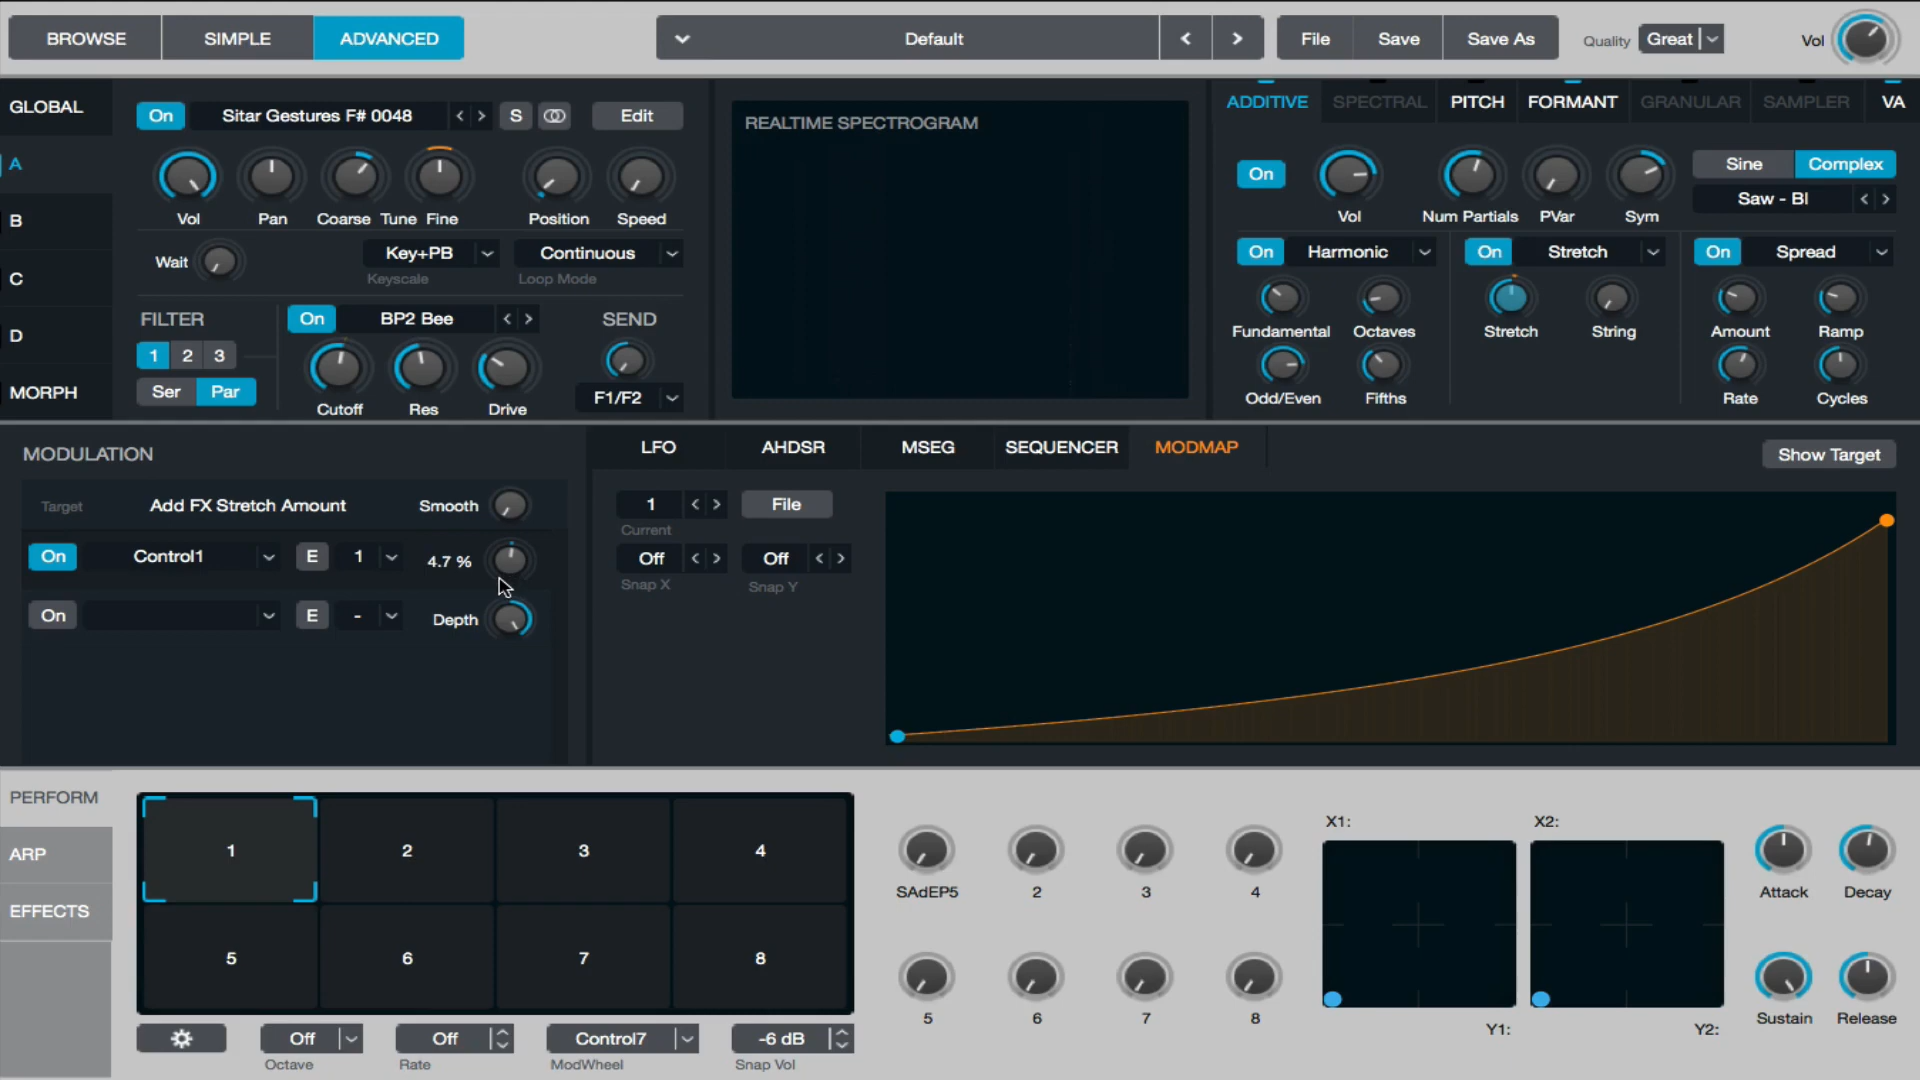 BROWSE SIMPLE ADVANCED Default File Save Save As Quality Great Vol
GLOBAL
A
B
C
D
MORPH
On Sitar Gestures F# 0048 S Edit
Vol Pan Coarse Tune Fine Position Speed
Wait Key+PB Continuous
Keyscale Loop Mode
FILTER On BP2 Bee SEND
1 2 3
Ser Par F1/F2
Cutoff Res Drive
REALTIME SPECTROGRAM
ADDITIVE SPECTRAL PITCH FORMANT GRANULAR SAMPLER VA
On Sine Complex
Saw - Bl
Vol Num Partials PVar Sym
On Harmonic On Stretch On Spread
Fundamental Octaves Stretch String Amount Ramp
Odd/Even Fifths Rate Cycles
MODULATION
Target Add FX Stretch Amount Smooth
On Control1 E 1 4.7 %
On E - Depth
LFO AHDSR MSEG SEQUENCER MODMAP Show Target
1 File
Current
Off Off
Snap X Snap Y
PERFORM
ARP
EFFECTS
1 2 3 4
5 6 7 8
Off Off Control7 -6 dB
Octave Rate ModWheel Snap Vol
SAdEP5 2 3 4
5 6 7 8
X1: X2:
Y1: Y2:
Attack Decay
Sustain Release